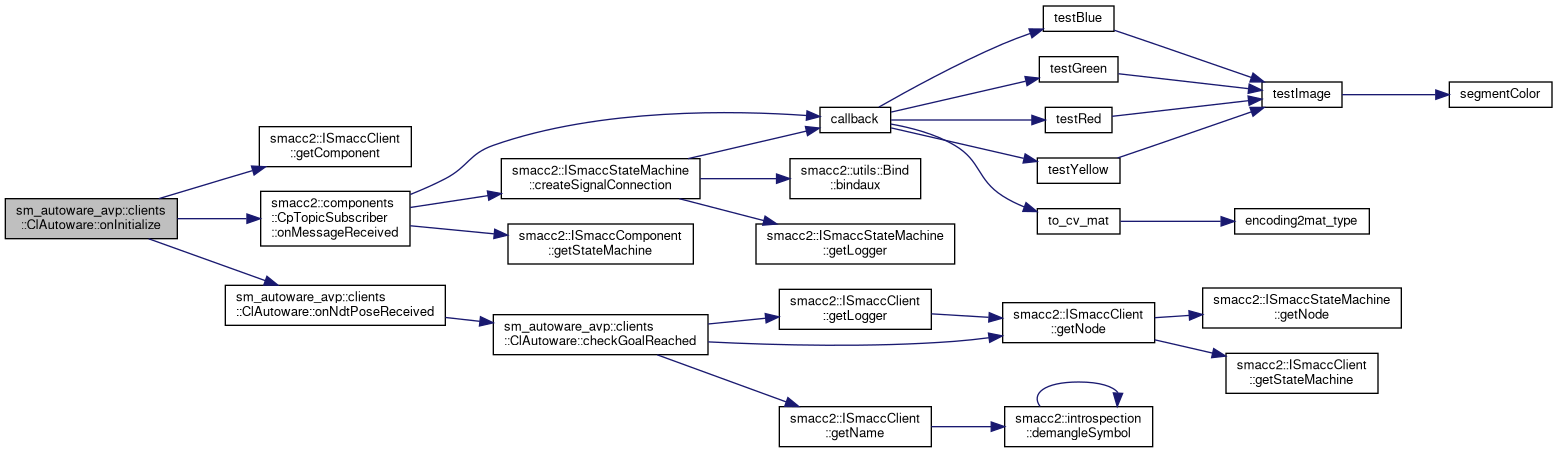 sm_autoware_avp::clients
::ClAutoware::onInitialize
smacc2::ISmaccClient
::getComponent
smacc2::components
::CpTopicSubscriber
::onMessageReceived
sm_autoware_avp::clients
::ClAutoware::onNdtPoseReceived
smacc2::ISmaccStateMachine
::createSignalConnection
smacc2::ISmaccComponent
::getStateMachine
sm_autoware_avp::clients
::ClAutoware::checkGoalReached
callback
smacc2::utils::Bind
::bindaux
smacc2::ISmaccStateMachine
::getLogger
smacc2::ISmaccClient
::getLogger
smacc2::ISmaccClient
::getName
testBlue
testGreen
testRed
testYellow
to_cv_mat
smacc2::ISmaccClient
::getNode
smacc2::introspection
::demangleSymbol
testImage
encoding2mat_type
smacc2::ISmaccStateMachine
::getNode
smacc2::ISmaccClient
::getStateMachine
segmentColor